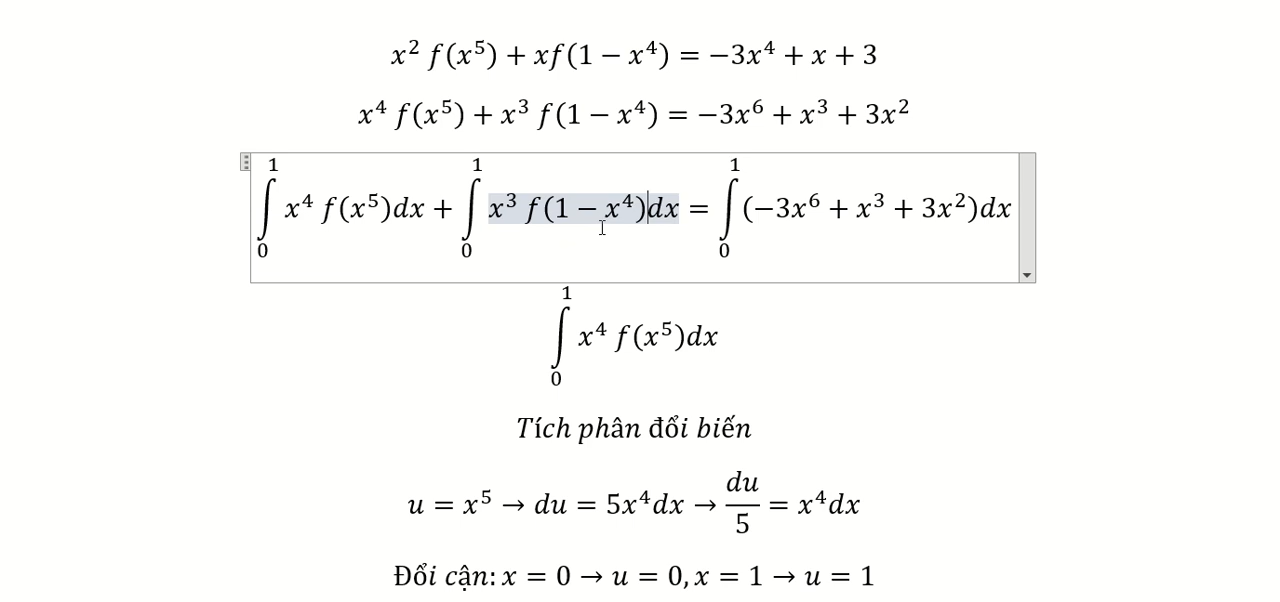 x² f(x⁵) + xf(1 − x⁴) = −3x⁴ + x + 3
x⁴ f(x⁵) + x³ f(1 − x⁴) = −3x⁶ + x³ + 3x²
∫₀¹ x⁴ f(x⁵)dx + ∫₀¹ x³ f(1 − x⁴)dx = ∫₀¹ (−3x⁶ + x³ + 3x²)dx
∫₀¹ x⁴ f(x⁵)dx
Tích phân đổi biến
u = x⁵ → du = 5x⁴dx → du/5 = x⁴dx
Đổi cận: x = 0 → u = 0, x = 1 → u = 1